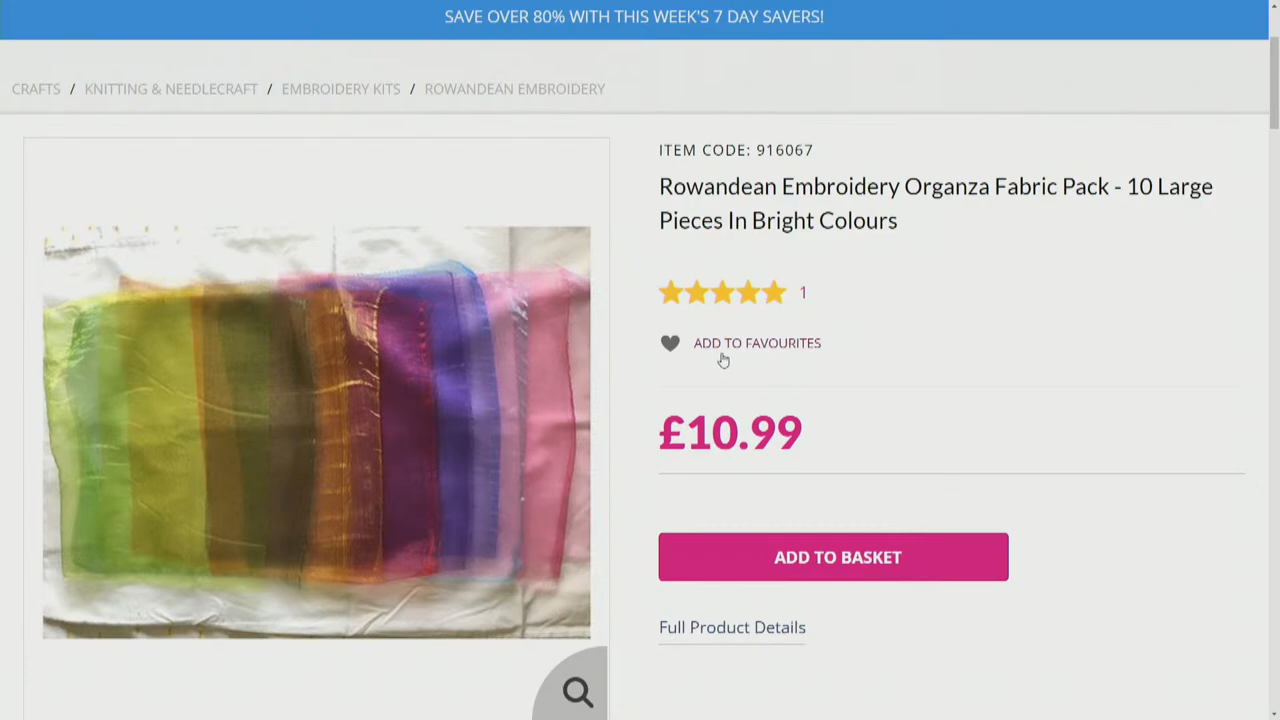 SAVE OVER 80% WITH THIS WEEK'S 7 DAY SAVERS!
CRAFTS / KNITTING & NEEDLECRAFT / EMBROIDERY KITS / ROWANDEAN EMBROIDERY
ITEM CODE: 916067
Rowandean Embroidery Organza Fabric Pack - 10 Large
Pieces In Bright Colours
1
ADD TO FAVOURITES
£10.99
ADD TO BASKET
Full Product Details